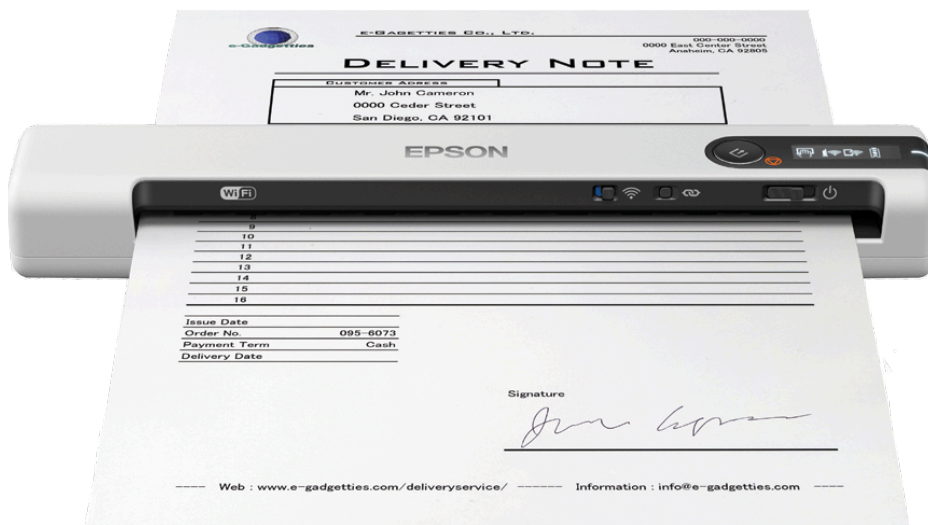 e-Gadgetties
e-Gagetties Co., Ltd.
000-000-0000
0000 East Center Street
Anaheim, CA 92805
Delivery Note
Customer Adress
Mr. John Cameron
0000 Ceder Street
San Diego, CA 92101
EPSON
WiFi
8
9
10
11
12
13
14
15
16
Issue Date
Order No. 095-6073
Payment Term Cash
Delivery Date
Signature
---- Web : www.e-gadgetties.com/deliveryservice/ ------ Information : info@e-gadgetties.com ----